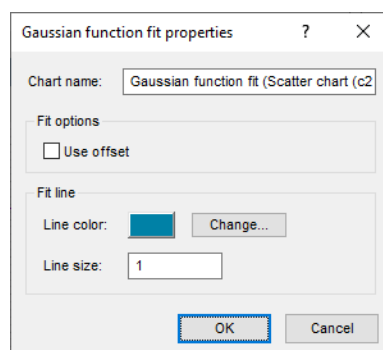 Gaussian function fit properties ?
Chart name: Gaussian function fit (Scatter chart (c2
Fit options
Use offset
Fit line
Line color: Change...
Line size: 1
OK Cancel